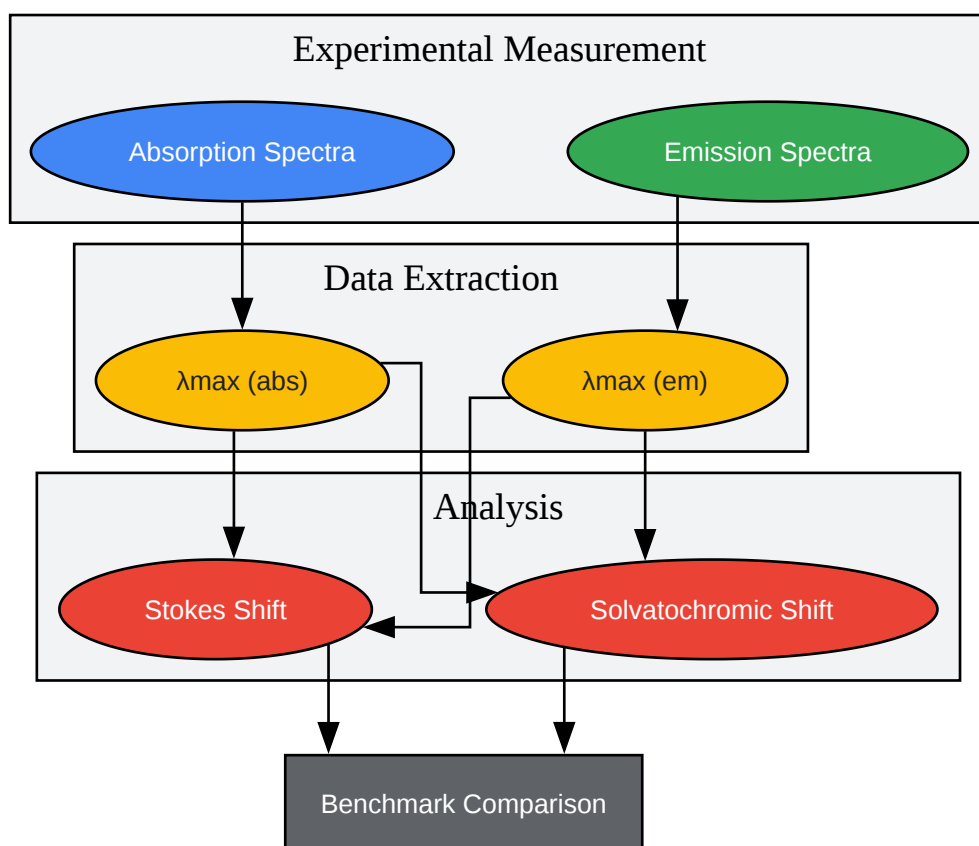 Experimental Measurement
Absorption Spectra
Emission Spectra
Data Extraction
λmax (abs)
λmax (em)
Analysis
Stokes Shift
Solvatochromic Shift
Benchmark Comparison